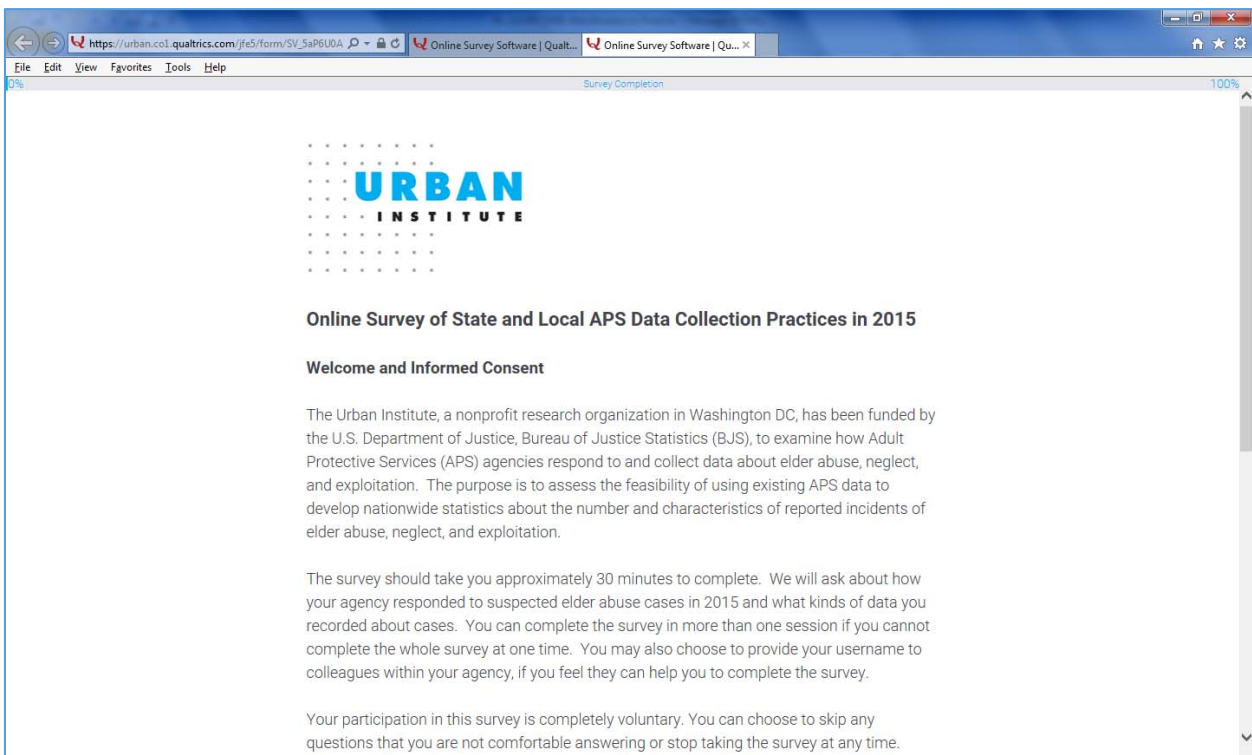 https://urban.co1.qualtrics.com/jfe5/form/SV_5aP6U0A
Online Survey Software | Qualt...
Online Survey Software | Qu...
File Edit View Favorites Tools Help
0% Survey Completion 100%
URBAN
INSTITUTE
Online Survey of State and Local APS Data Collection Practices in 2015
Welcome and Informed Consent
The Urban Institute, a nonprofit research organization in Washington DC, has been funded by
the U.S. Department of Justice, Bureau of Justice Statistics (BJS), to examine how Adult
Protective Services (APS) agencies respond to and collect data about elder abuse, neglect,
and exploitation.  The purpose is to assess the feasibility of using existing APS data to
develop nationwide statistics about the number and characteristics of reported incidents of
elder abuse, neglect, and exploitation.
The survey should take you approximately 30 minutes to complete.  We will ask about how
your agency responded to suspected elder abuse cases in 2015 and what kinds of data you
recorded about cases.  You can complete the survey in more than one session if you cannot
complete the whole survey at one time.  You may also choose to provide your username to
colleagues within your agency, if you feel they can help you to complete the survey.
Your participation in this survey is completely voluntary. You can choose to skip any
questions that you are not comfortable answering or stop taking the survey at any time.